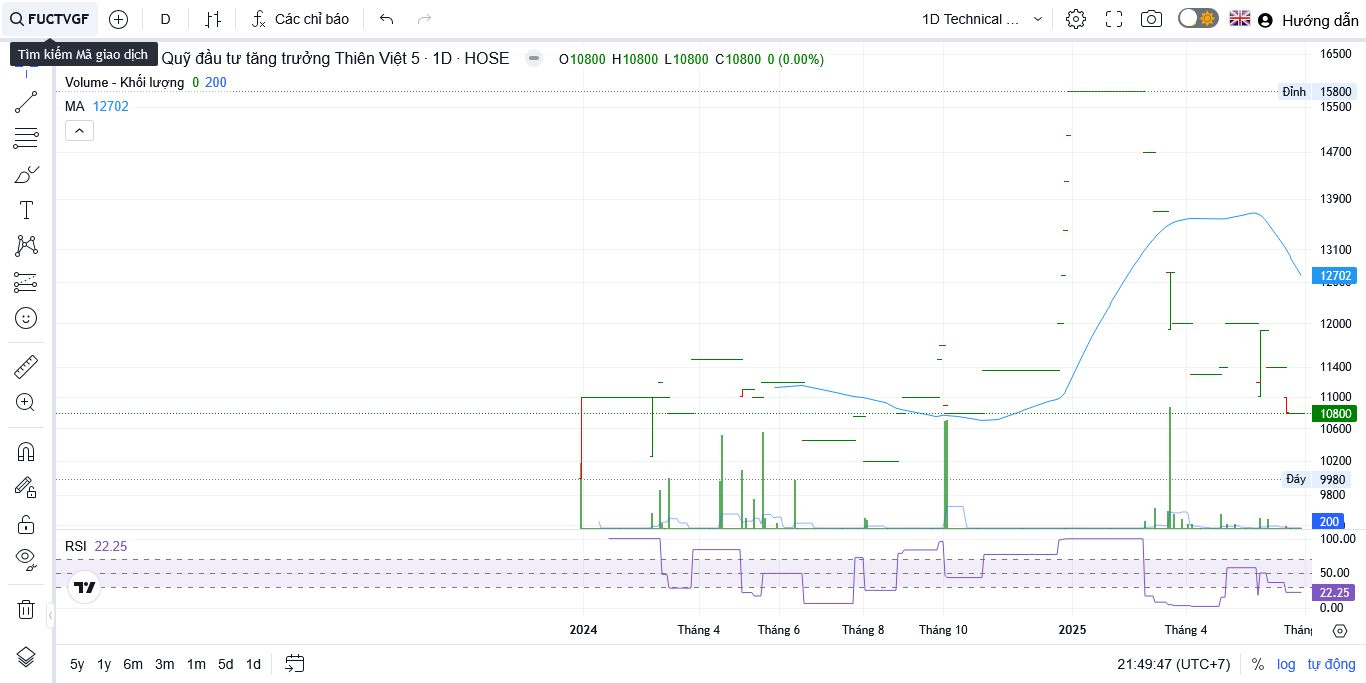 FUCTVGF
D
Các chỉ báo
1D Technical ...
Hướng dẫn
Tìm kiếm Mã giao dịch
Quỹ đầu tư tăng trưởng Thiên Việt 5 · 1D · HOSE
O10800 H10800 L10800 C10800 0 (0.00%)
Volume - Khối lượng 0 200
MA 12702
16500
Đỉnh 15800
15500
14700
13900
13100
12702
12000
11400
11000
10800
10600
10200
Đáy 9980
9800
200
RSI 22.25
100.00
50.00
22.25
0.00
2024 Tháng 4 Tháng 6 Tháng 8 Tháng 10 2025 Tháng 4
5y 1y 6m 3m 1m 5d 1d
21:49:47 (UTC+7) % log tự động